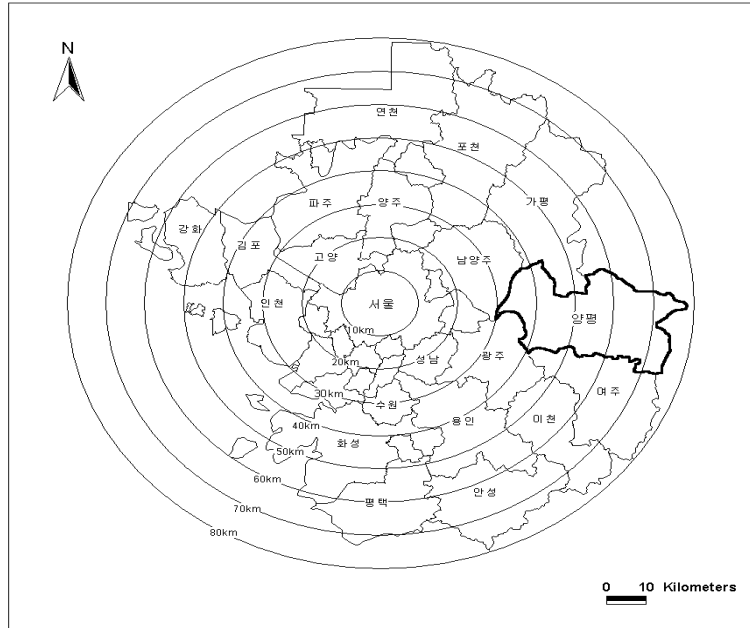 N
연천
포천
파주
양주
가평
강화
김포
고양
남양주
인천
서울
양평
10km
20km
성남
광주
30km
수원
여주
이천
40km
용인
화성
50km
60km
평택
안성
70km
80km
0 10 Kilometers